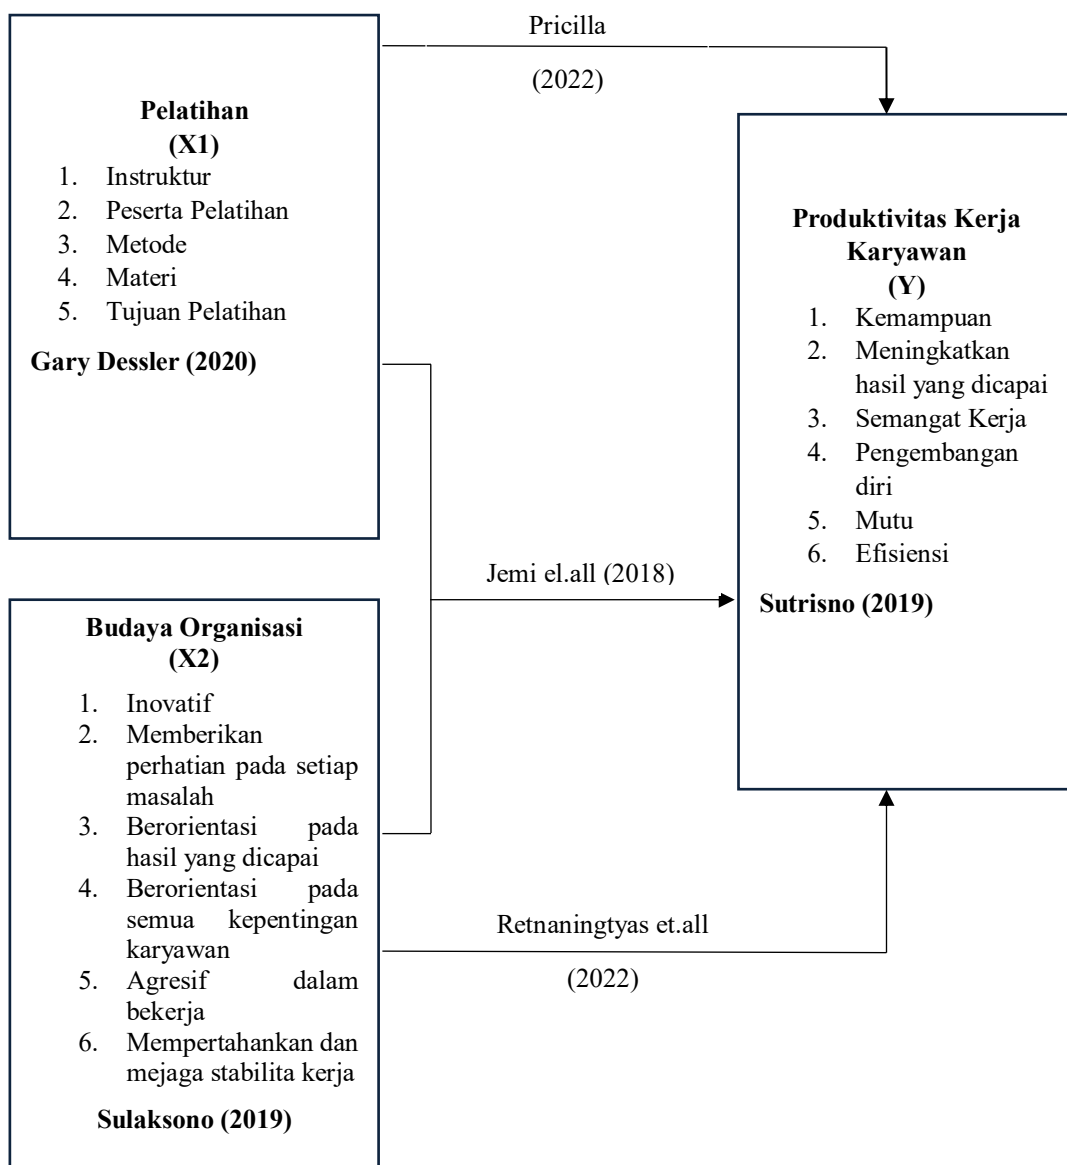 Pelatihan
(X1)
1. Instruktur
2. Peserta Pelatihan
3. Metode
4. Materi
5. Tujuan Pelatihan
Gary Dessler (2020)
Pricilla
(2022)
Produktivitas Kerja
Karyawan
(Y)
1. Kemampuan
2. Meningkatkan
hasil yang dicapai
3. Semangat Kerja
4. Pengembangan
diri
5. Mutu
6. Efisiensi
Sutrisno (2019)
Jemi el.all (2018)
Budaya Organisasi
(X2)
1. Inovatif
2. Memberikan
perhatian pada setiap
masalah
3. Berorientasi pada
hasil yang dicapai
4. Berorientasi pada
semua kepentingan
karyawan
5. Agresif dalam
bekerja
6. Mempertahankan dan
mejaga stabilita kerja
Sulaksono (2019)
Retnaningtyas et.all
(2022)